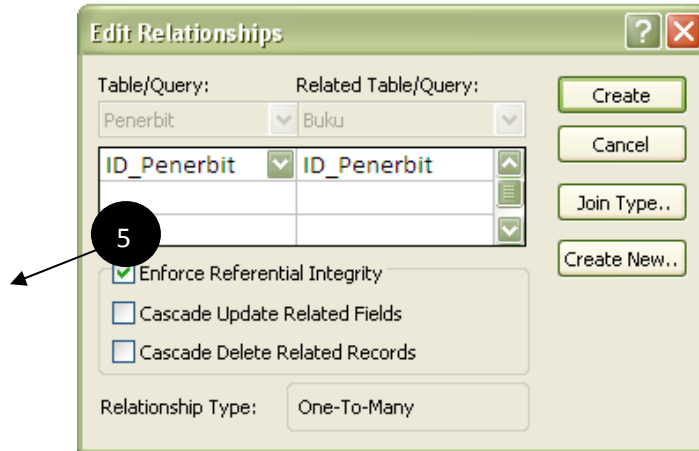 Edit Relationships
Table/Query: Related Table/Query:
Penerbit Buku
Create
Cancel
ID_Penerbit ID_Penerbit
Join Type..
5
Create New..
Enforce Referential Integrity
Cascade Update Related Fields
Cascade Delete Related Records
Relationship Type: One-To-Many